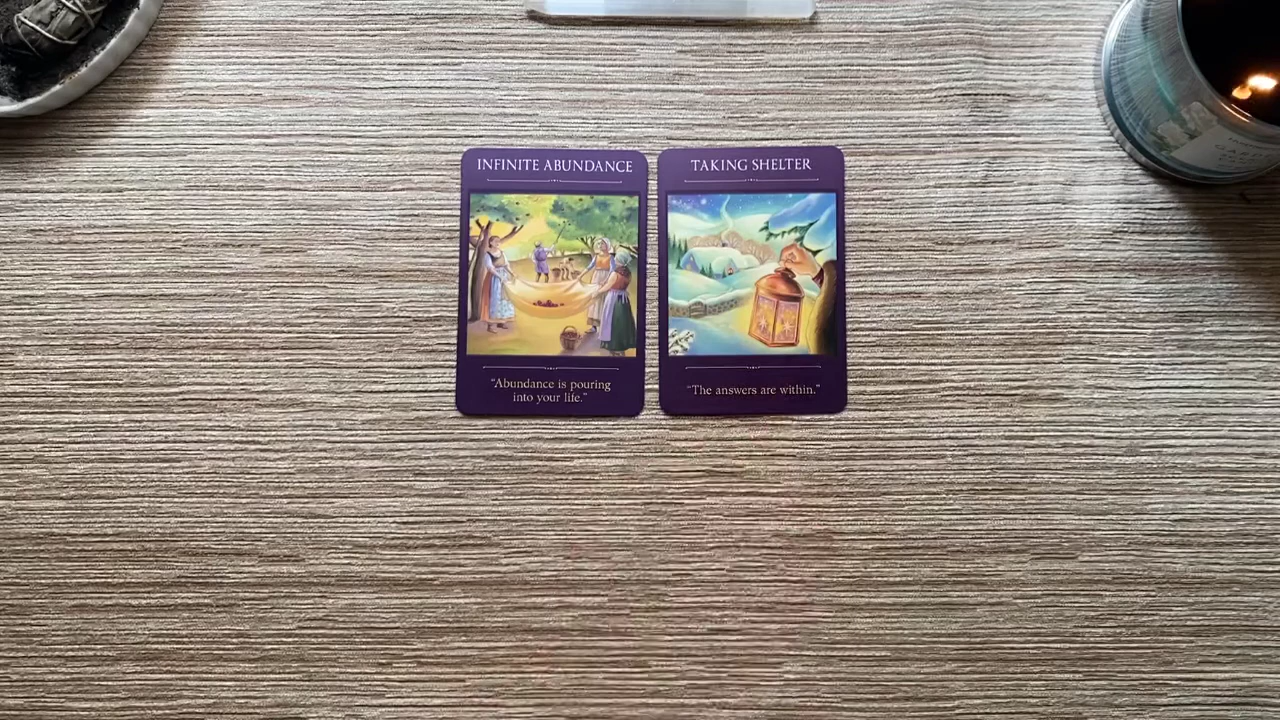 INFINITE ABUNDANCE
"Abundance is pouring
into your life."
TAKING SHELTER
"The answers are within."